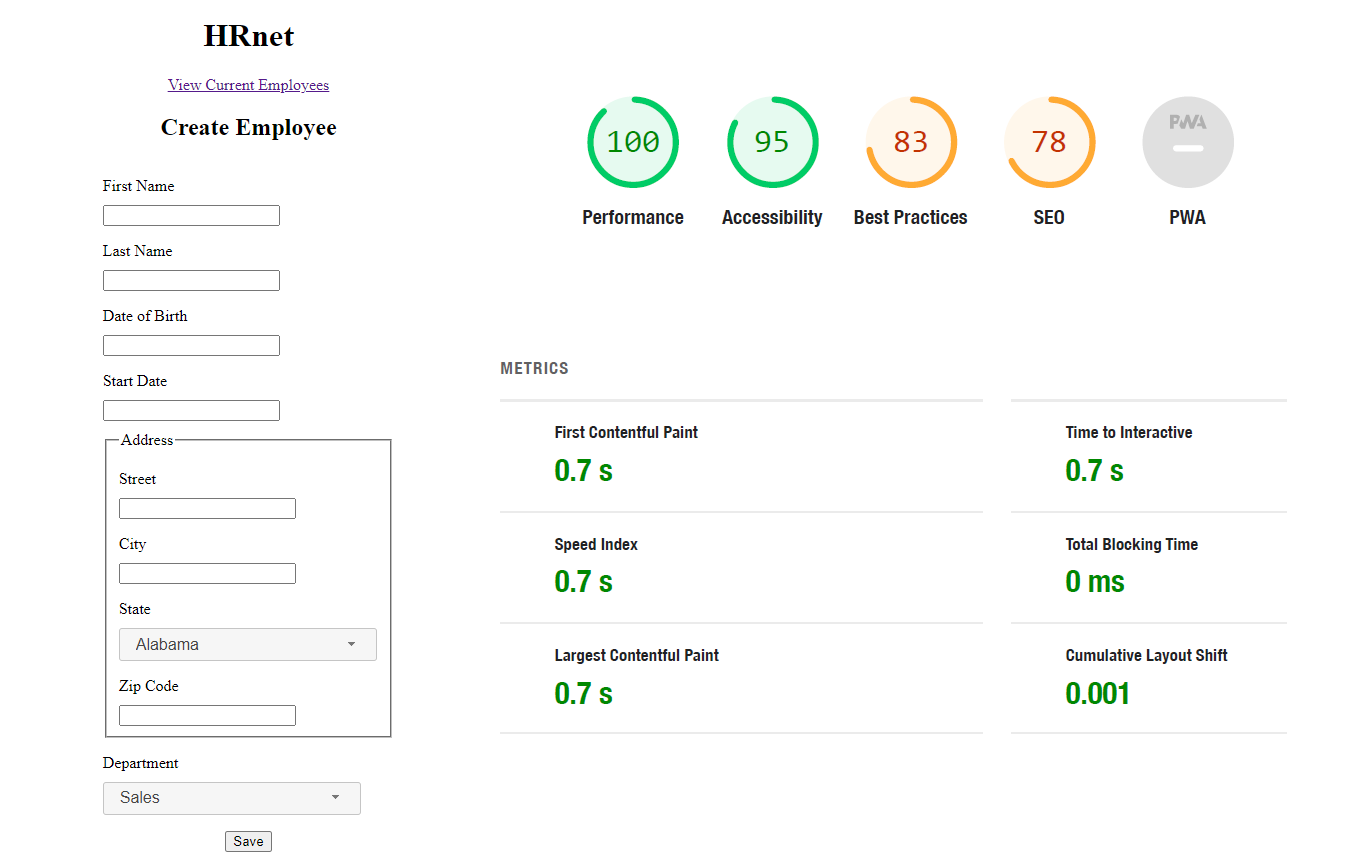 HRnet
View Current Employees
Create Employee
First Name
Last Name
Date of Birth
Start Date
Address
Street
City
State
Alabama
Zip Code
Department
Sales
Save
100 95 83 78 PWA
Performance Accessibility Best Practices SEO PWA
METRICS
First Contentful Paint Time to Interactive
0.7 s 0.7 s
Speed Index Total Blocking Time
0.7 s 0 ms
Largest Contentful Paint Cumulative Layout Shift
0.7 s 0.001